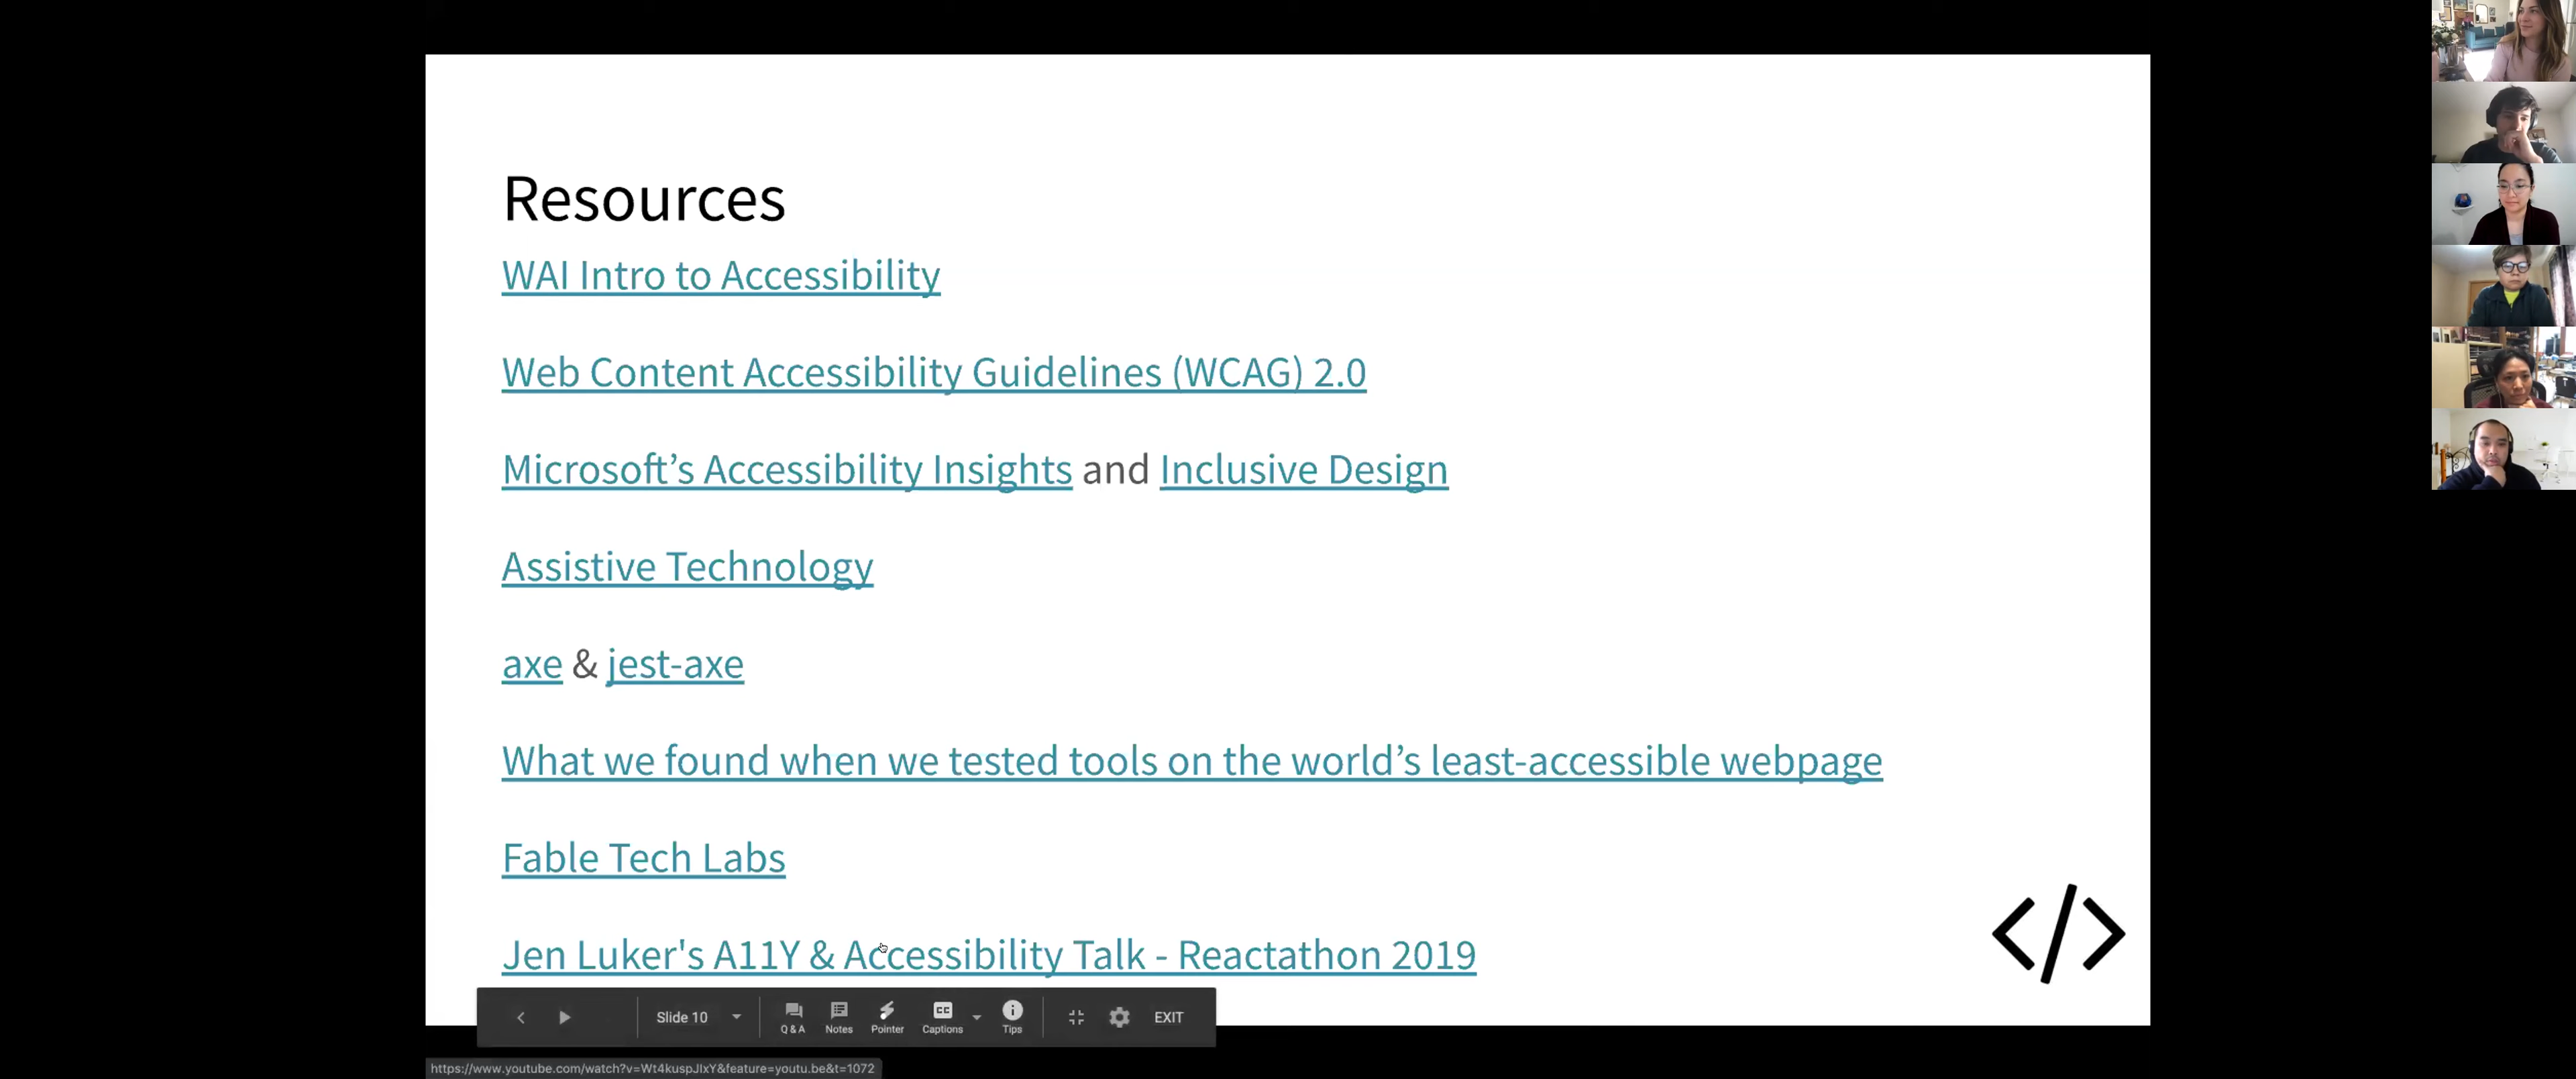 Resources
WAI Intro to Accessibility
Web Content Accessibility Guidelines (WCAG) 2.0
Microsoft’s Accessibility Insights and Inclusive Design
Assistive Technology
axe & jest-axe
What we found when we tested tools on the world’s least-accessible webpage
Fable Tech Labs
Jen Luker's A11Y & Accessibility Talk - Reactathon 2019
</>
Slide 10
Q & A Notes Pointer Captions Tips EXIT
CC
https://www.youtube.com/watch?v=Wt4kuspJIxY&feature=youtu.be&t=1072